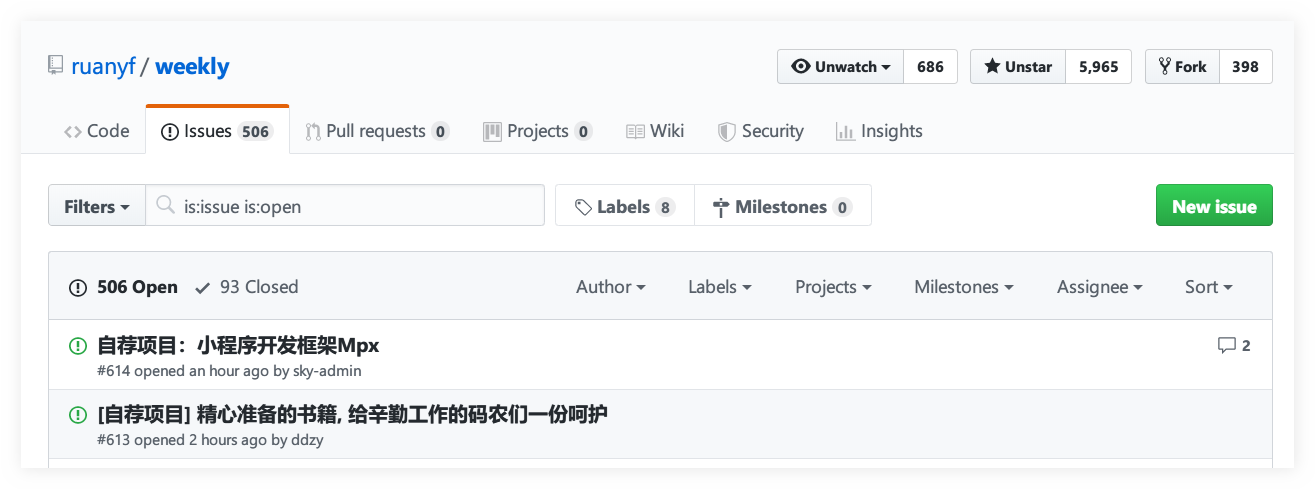 ruanyf / weekly
Unwatch 686 Unstar 5,965 Fork 398
Code Issues 506 Pull requests 0 Projects 0 Wiki Security Insights
Filters is:issue is:open Labels 8 Milestones 0 New issue
506 Open 93 Closed Author Labels Projects Milestones Assignee Sort
自荐项目：小程序开发框架Mpx 2
#614 opened an hour ago by sky-admin
[自荐项目] 精心准备的书籍, 给辛勤工作的码农们一份呵护
#613 opened 2 hours ago by ddzy